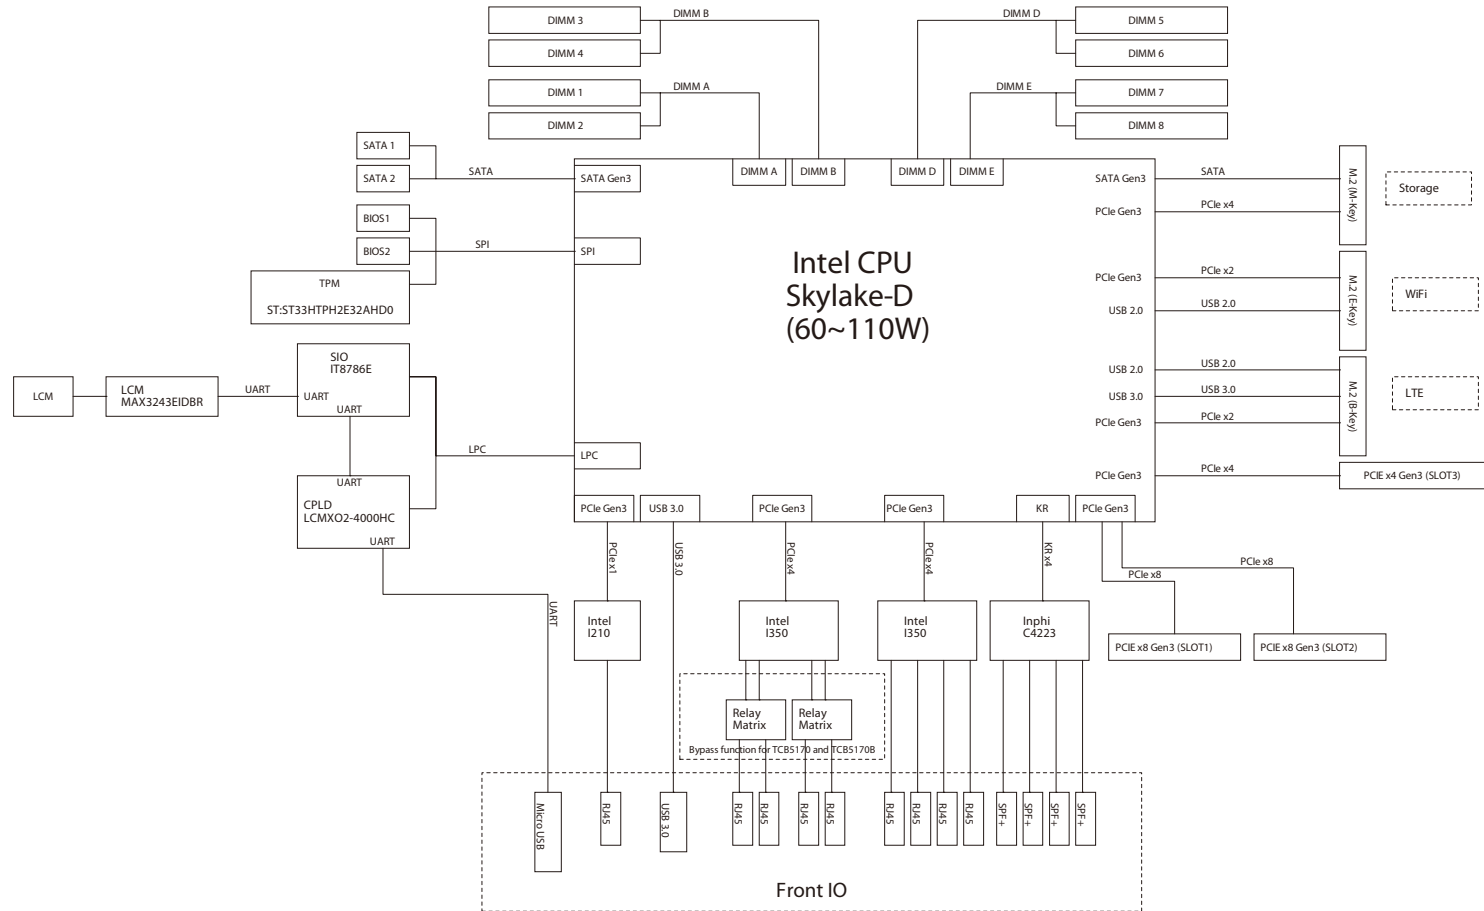 DIMM 3
DIMM B
DIMM D
DIMM 5
DIMM 4
DIMM 6
DIMM 1
DIMM A
DIMM E
DIMM 7
DIMM 2
DIMM 8
SATA 1
SATA 2
SATA
SATA Gen3
DIMM A
DIMM B
DIMM D
DIMM E
SATA Gen3
SATA
M.2 (M-Key)
Storage
PCIe Gen3
PCIe x4
BIOS1
BIOS2
SPI
SPI
TPM
ST:ST33HTPH2E32AHD0
Intel CPU
Skylake-D
(60~110W)
PCIe Gen3
PCIe x2
M.2 (E-Key)
WiFi
USB 2.0
USB 2.0
SIO
IT8786E
UART
UART
LCM
LCM
MAX3243EIDBR
UART
USB 2.0
USB 2.0
M.2 (B-Key)
LTE
USB 3.0
USB 3.0
PCIe Gen3
PCIe x2
LPC
LPC
PCIe Gen3
PCIe x4
PCIE x4 Gen3 (SLOT3)
UART
CPLD
LCMXO2-4000HC
UART
PCIe Gen3
USB 3.0
PCIe Gen3
PCIe Gen3
KR
PCIe Gen3
PCIe x1
USB 3.0
PCIe x4
PCIe x4
KR x4
PCIe x8
PCIe x8
UART
Intel
I210
Intel
I350
Intel
I350
Inphi
C4223
PCIE x8 Gen3 (SLOT1)
PCIE x8 Gen3 (SLOT2)
Relay
Matrix
Relay
Matrix
Bypass function for TCB5170 and TCB5170B
Micro USB
RJ45
USB 3.0
RJ45
RJ45
RJ45
RJ45
RJ45
RJ45
RJ45
RJ45
SPF+
SPF+
SPF+
SPF+
Front IO